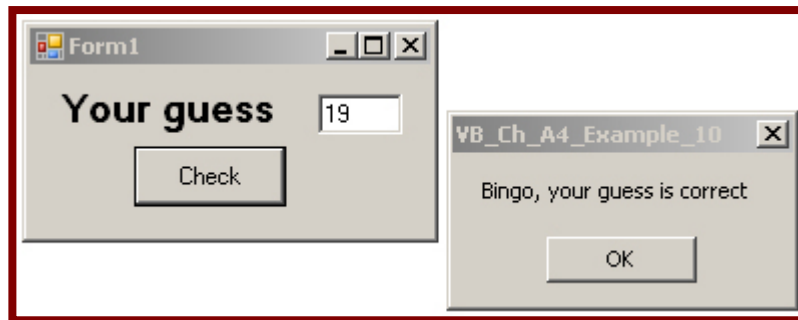 Form1
Your guess 19
Check
VB_Ch_A4_Example_10
Bingo, your guess is correct
OK